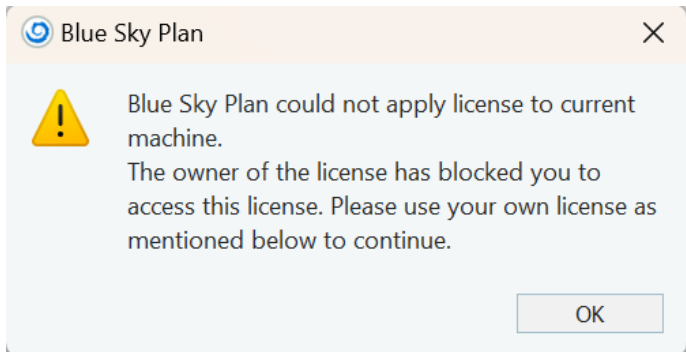 Blue Sky Plan
Blue Sky Plan could not apply license to current
machine.
The owner of the license has blocked you to
access this license. Please use your own license as
mentioned below to continue.
OK